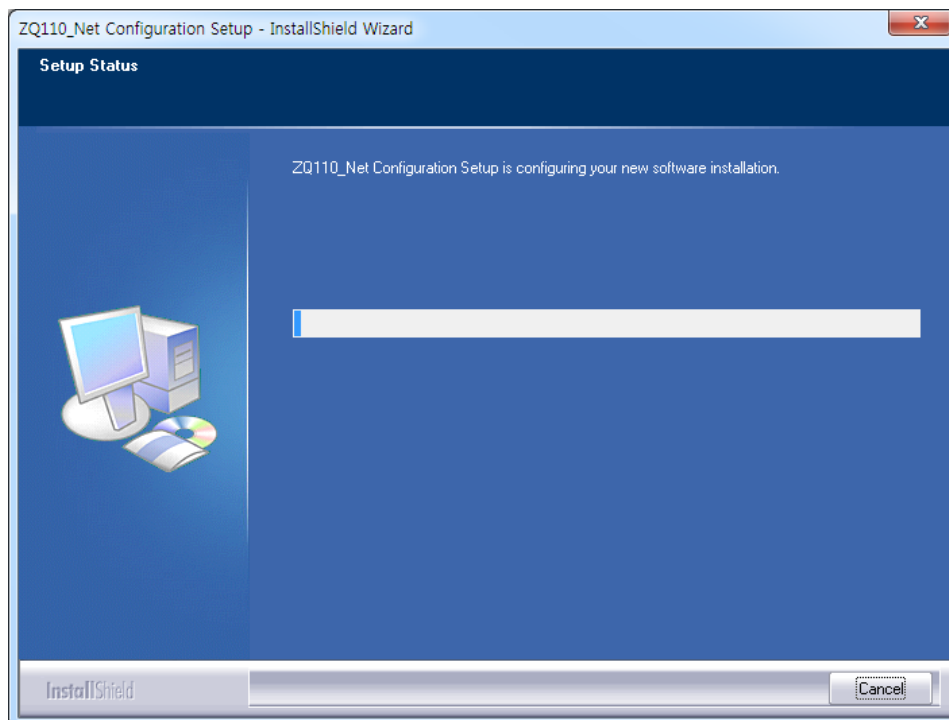 ZQ110_Net Configuration Setup - InstallShield Wizard
Setup Status
ZQ110_Net Configuration Setup is configuring your new software installation.
InstallShield
Cancel